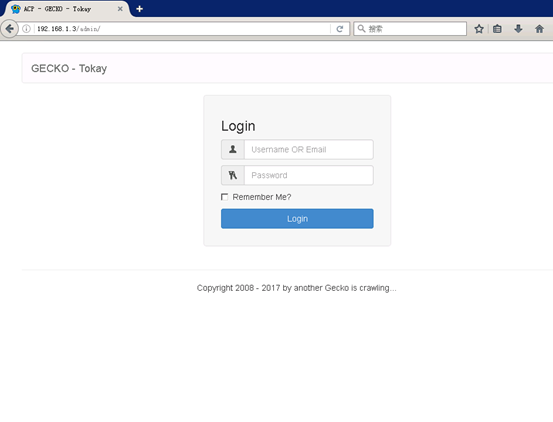 ACP - GECKO - Tokay
192.168.1.3/admin/
搜索
GECKO - Tokay
Login
Username OR Email
Password
Remember Me?
Login
Copyright 2008 - 2017 by another Gecko is crawling...